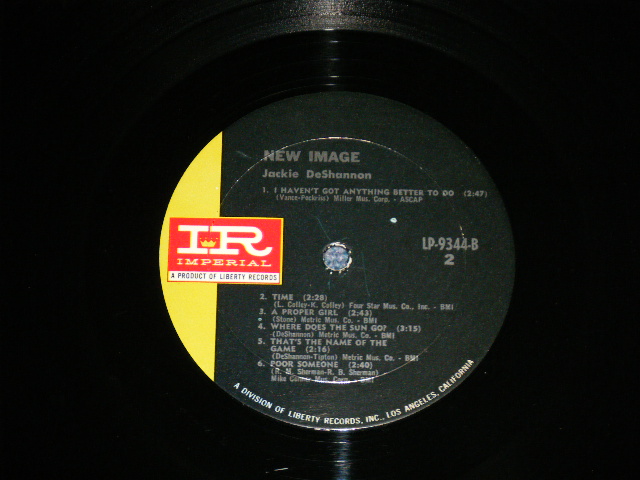 NEW IMAGE
Jackie DeShannon
1. I HAVEN'T GOT ANYTHING BETTER TO DO (2:47)
(Vance-Pockriss) Miller Mus. Corp. - ASCAP
IR
IMPERIAL
A PRODUCT OF LIBERTY RECORDS
LP-9344-B
2
2. TIME (2:28)
(L. Colley-K. Colley) Four Star Mus. Co., Inc. - BMI
3. A PROPER GIRL (2:43)
(Stone) Metric Mus. Co. - BMI
4. WHERE DOES THE SUN GO? (3:15)
(DeShannon) Metric Mus. Co. - BMI
5. THAT'S THE NAME OF THE
GAME (2:16)
(DeShannon-Tipton) Metric Mus. Co. - BMI
6. POOR SOMEONE (2:40)
(R. M. Sherman-R. B. Sherman)
Mus. Corp. - BMI
A DIVISION OF LIBERTY RECORDS, INC., LOS ANGELES, CALIFORNIA